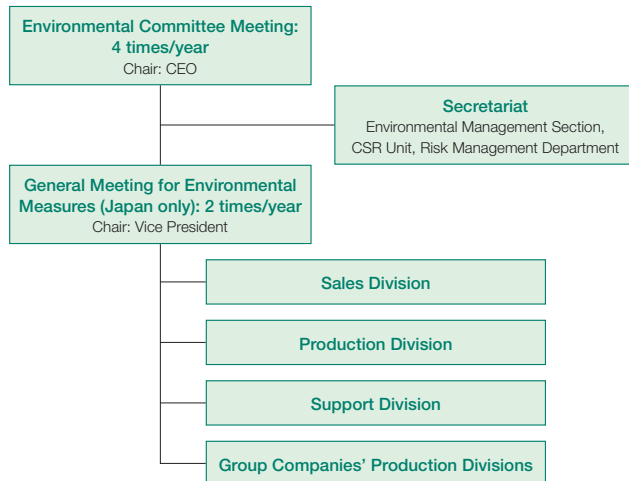 Environmental Committee Meeting:
4 times/year
Chair: CEO
Secretariat
Environmental Management Section,
CSR Unit, Risk Management Department
General Meeting for Environmental
Measures (Japan only): 2 times/year
Chair: Vice President
Sales Division
Production Division
Support Division
Group Companies’ Production Divisions